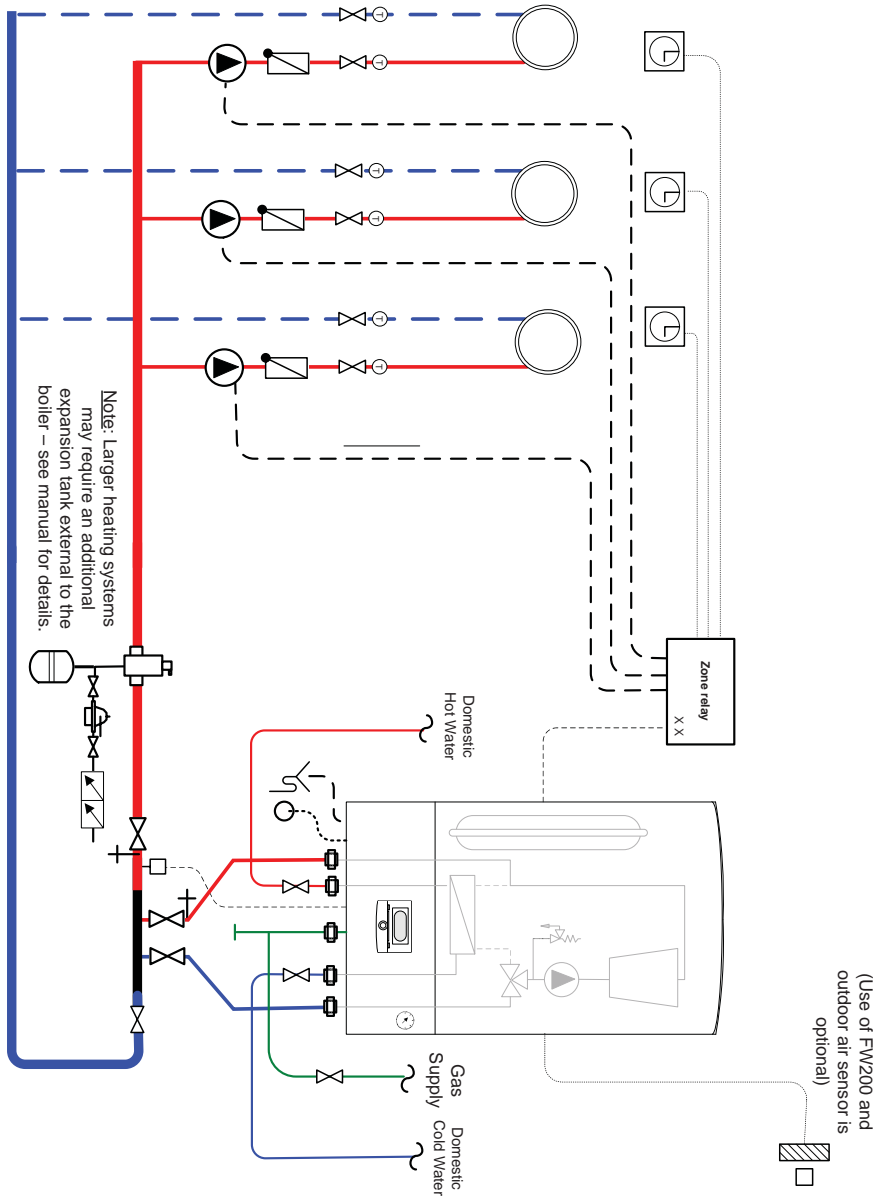 (Use of FW200 and
outdoor air sensor is
optional)
Zone relay
X X
Domestic
Hot Water
Gas
Supply
Domestic
Cold Water
T
T
T
T
T
T
Note: Larger heating systems
may require an additional
expansion tank external to the
boiler – see manual for details.